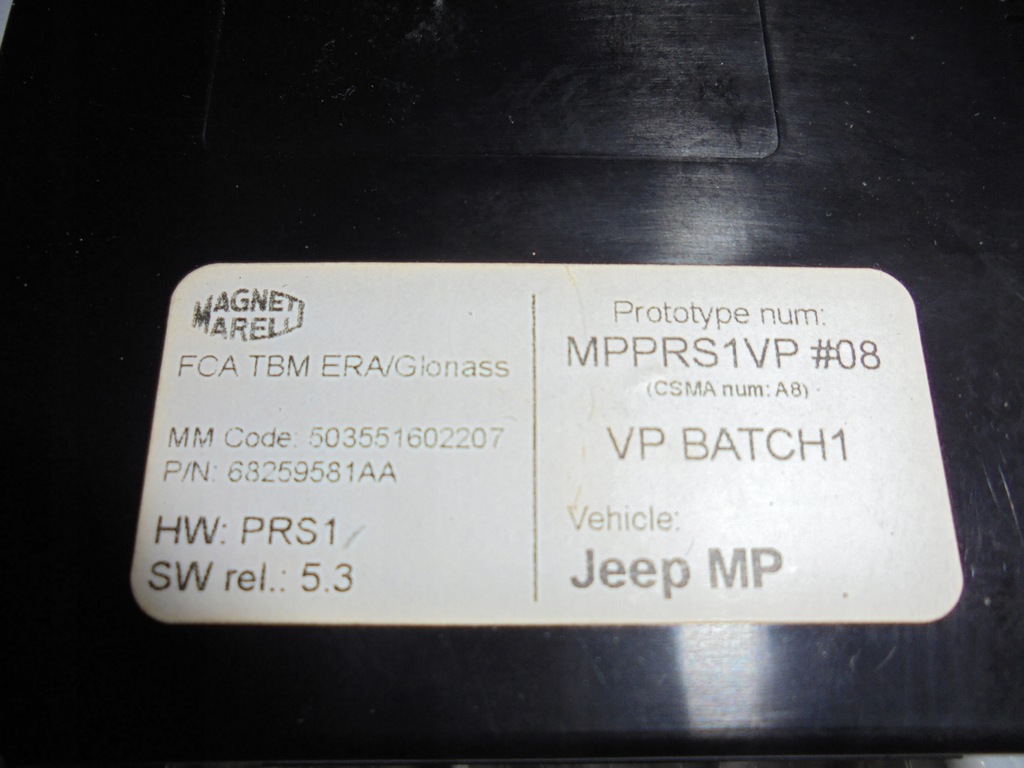 MAGNETI
MARELLI
FCA TBM ERA/Glonass
MM Code: 503551602207
P/N: 68259581AA
HW: PRS1
SW rel.: 5.3
Prototype num:
MPPRS1VP #08
(CSMA num: A8)
VP BATCH1
Vehicle:
Jeep MP